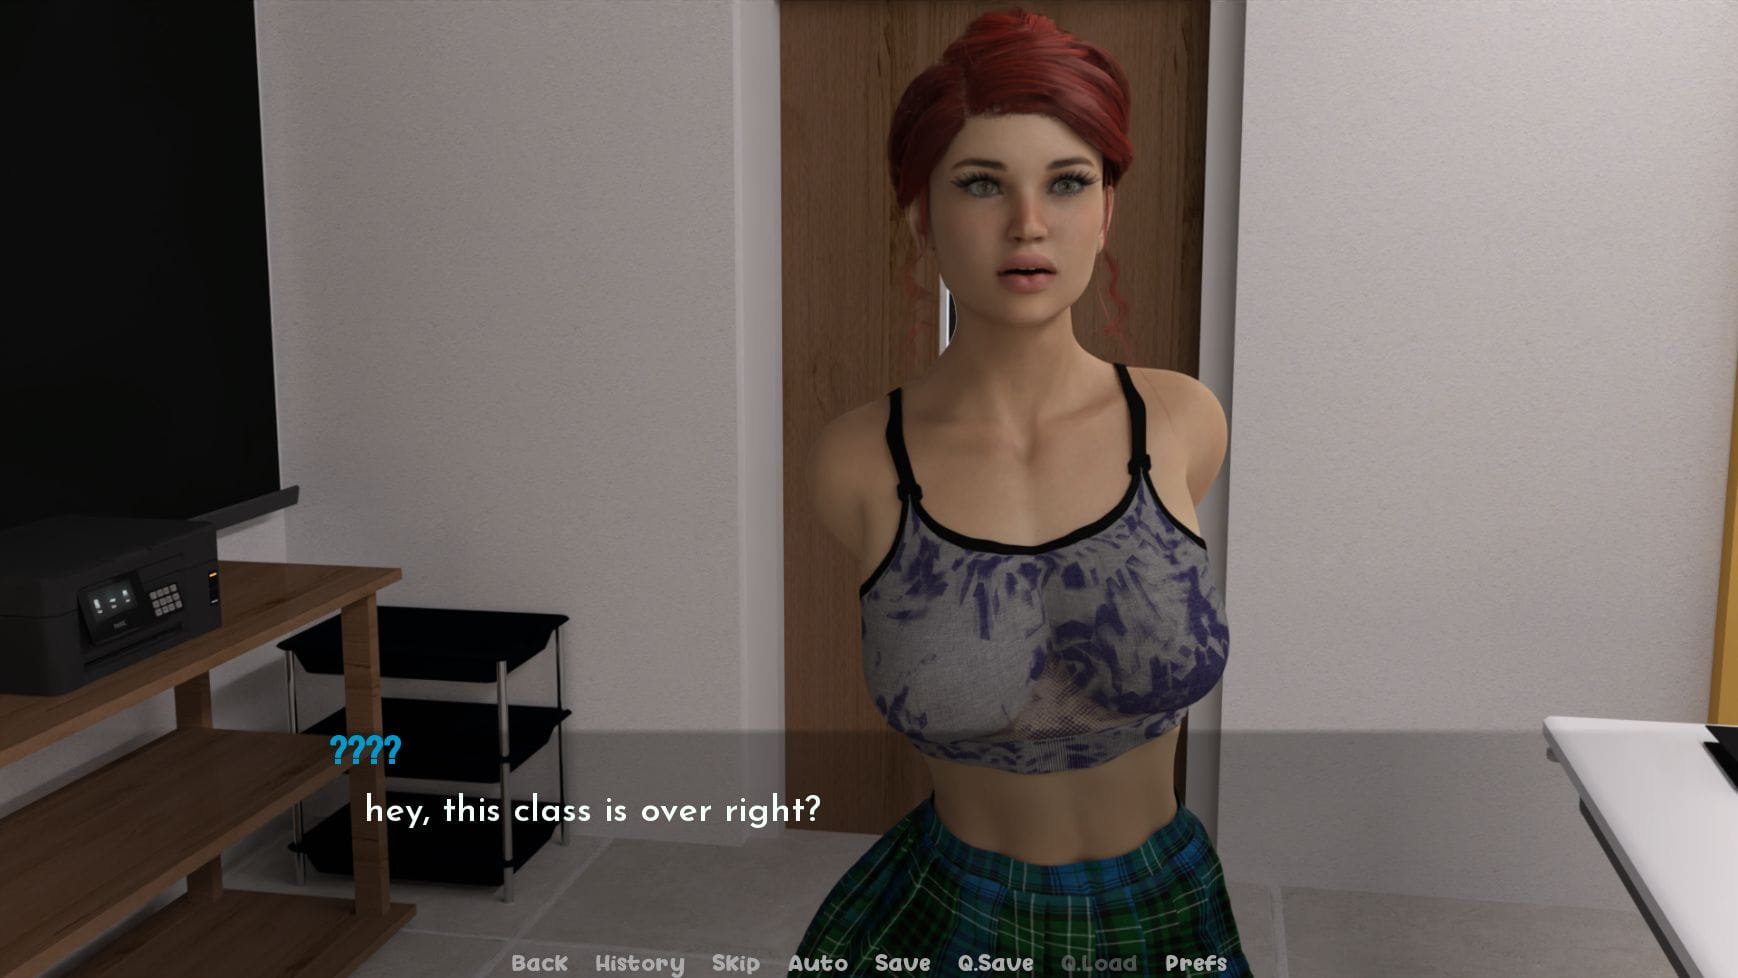 ????
hey, this class is over right?
Back History Skip Auto Save Q.Save Q.Load Prefs